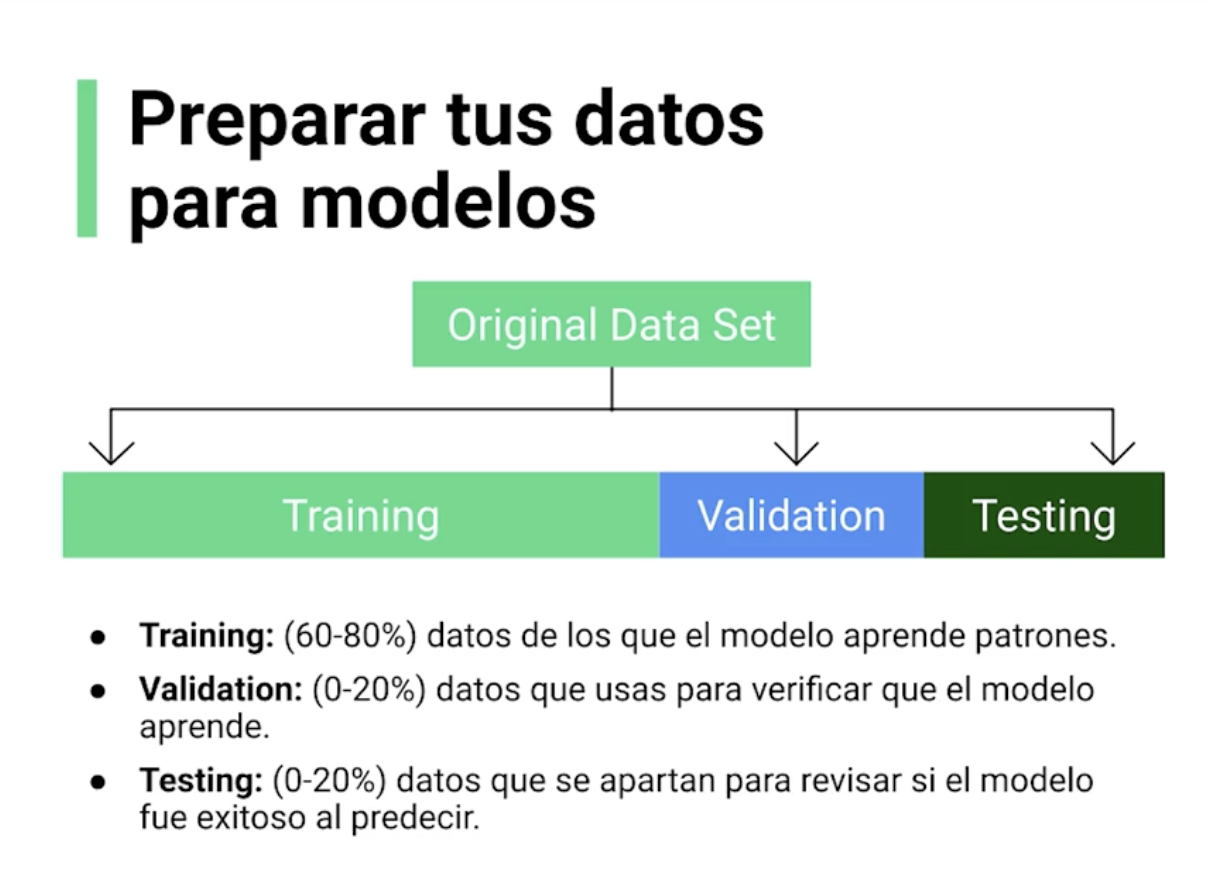 Preparar tus datos
para modelos
Original Data Set
Training
Validation
Testing
● Training: (60-80%) datos de los que el modelo aprende patrones.
● Validation: (0-20%) datos que usas para verificar que el modelo
aprende.
● Testing: (0-20%) datos que se apartan para revisar si el modelo
fue exitoso al predecir.